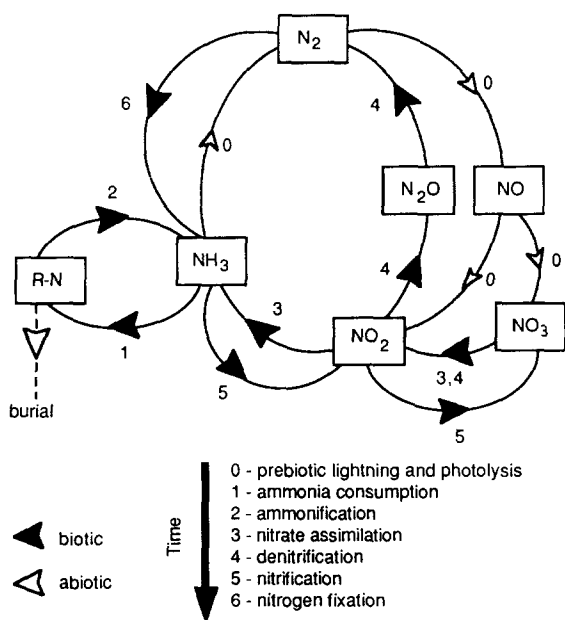 N2
6
0
4
0
N2O
NO
2
R-N
NH3
4
0
0
3
NO2
NO3
1
5
3,4
5
burial
Time
0 - prebiotic lightning and photolysis
1 - ammonia consumption
2 - ammonification
3 - nitrate assimilation
4 - denitrification
5 - nitrification
6 - nitrogen fixation
biotic
abiotic